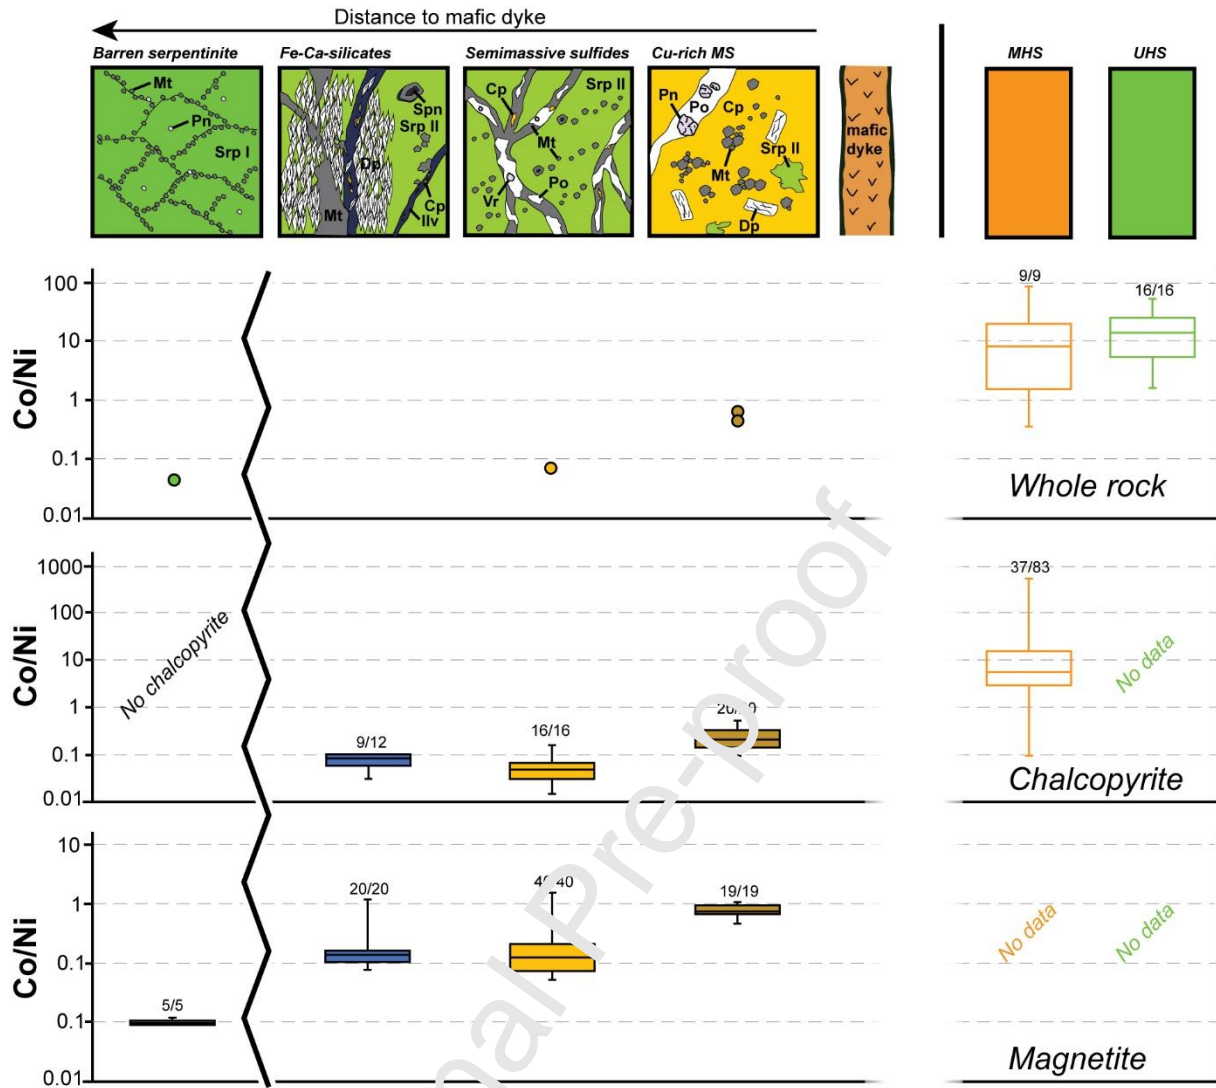 Distance to mafic dyke
Barren serpentinite
Fe-Ca-silicates
Semimassive sulfides
Cu-rich MS
MHS
UHS
Mt
Pn
Srp I
Spn
Srp II
Dp
Mt
Cp
Ilv
Cp
Srp II
Mt
Vr
Po
Pn
Po
Cp
Mt
Srp II
Dp
mafic
dyke
Co/Ni
100
10
1
0.1
0.01
9/9
16/16
Whole rock
Co/Ni
1000
100
10
1
0.1
0.01
No chalcopyrite
9/12
16/16
37/83
No data
Chalcopyrite
Co/Ni
10
1
0.1
0.1
0.01
5/5
20/20
19/19
No data
No data
Magnetite
Pre-proof